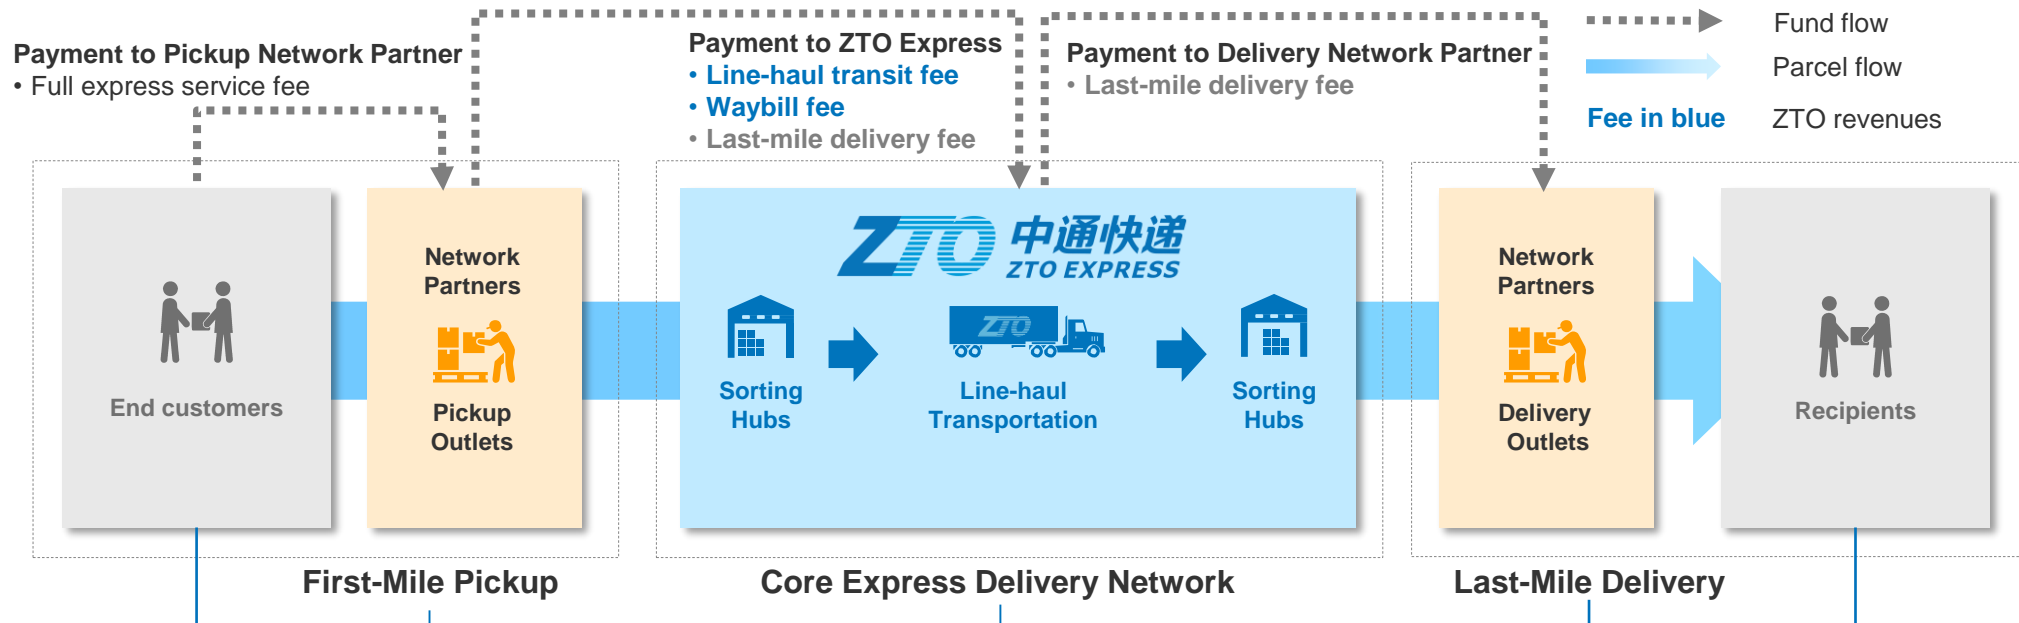 Payment to Pickup Network Partner
• Full express service fee
Payment to ZTO Express
• Line-haul transit fee
• Waybill fee
• Last-mile delivery fee
Payment to Delivery Network Partner
• Last-mile delivery fee
Fund flow
Parcel flow
Fee in blue
ZTO revenues
End customers
Network
Partners
Pickup
Outlets
ZTO 中通快递
ZTO EXPRESS
Sorting
Hubs
ZTO
Line-haul
Transportation
Sorting
Hubs
Network
Partners
Delivery
Outlets
Recipients
First-Mile Pickup
Core Express Delivery Network
Last-Mile Delivery